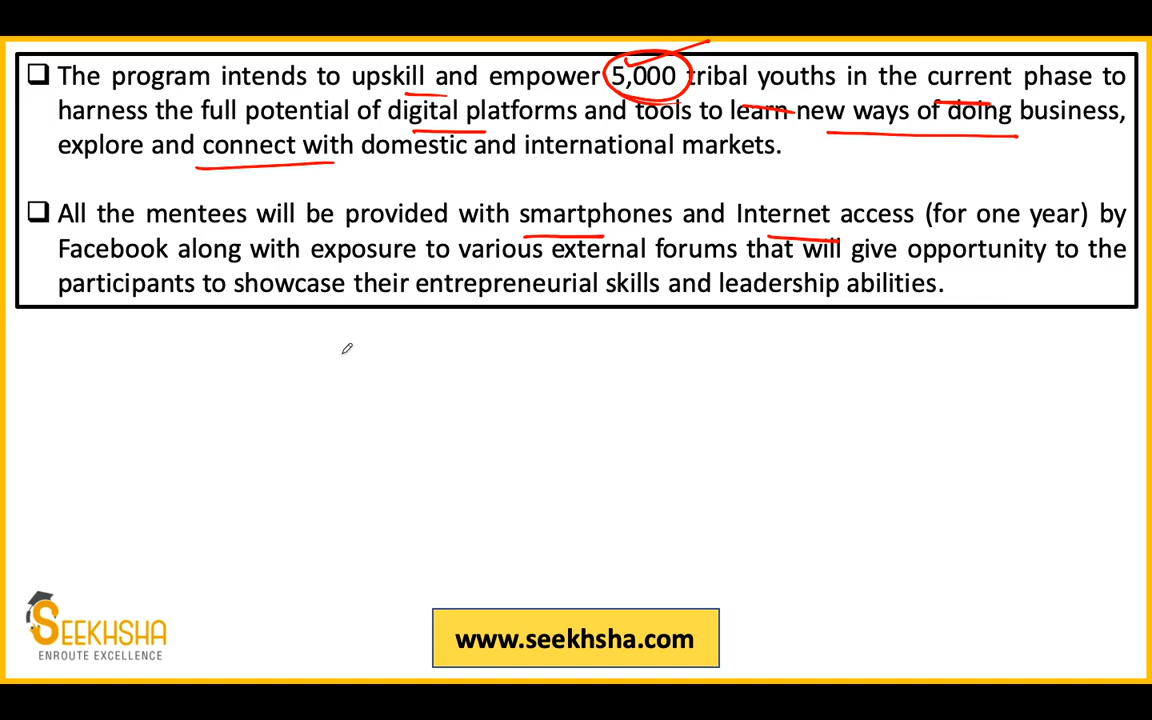 ❑ The program intends to upskill and empower 5,000 tribal youths in the current phase to
harness the full potential of digital platforms and tools to learn new ways of doing business,
explore and connect with domestic and international markets.
❑ All the mentees will be provided with smartphones and Internet access (for one year) by
Facebook along with exposure to various external forums that will give opportunity to the
participants to showcase their entrepreneurial skills and leadership abilities.
SEEKHSHA
ENROUTE EXCELLENCE
www.seekhsha.com